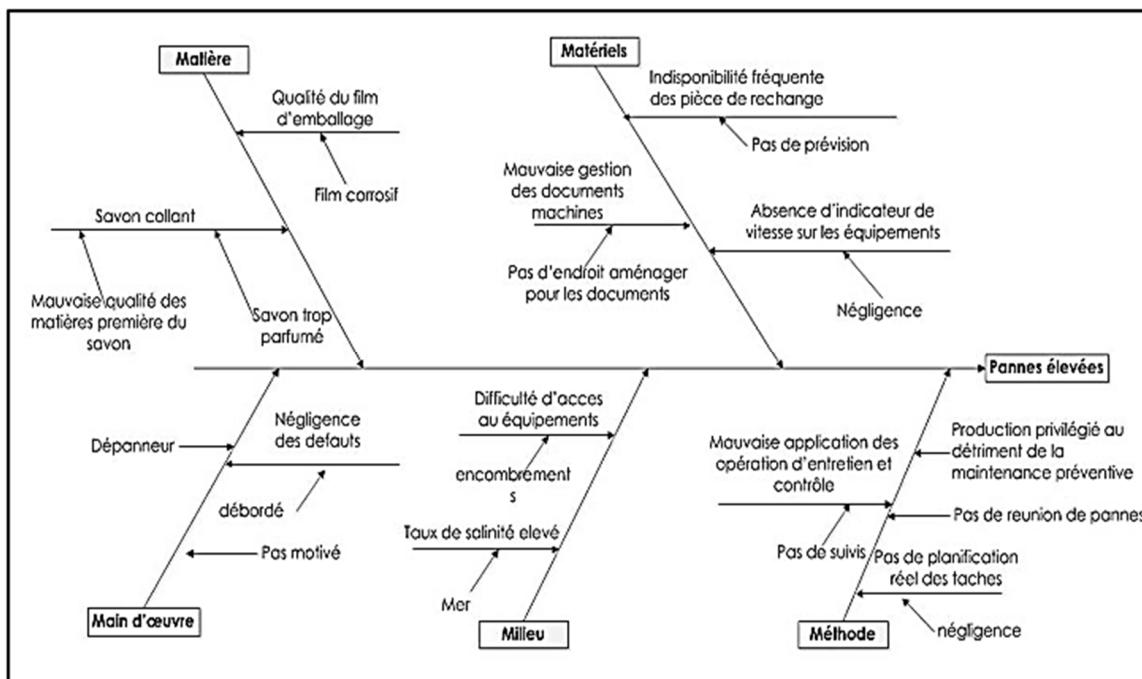 Matière
Matériels
Qualité du film
d'emballage
Film corrosif
Savon collant
Mauvaise qualité des
matières première du
savon
Savon trop
parfumé
Indisponibilité fréquente
des pièce de rechange
Pas de prévision
Mauvaise gestion
des documents
machines
Pas d'endroit aménager
pour les documents
Absence d'indicateur de
vitesse sur les équipements
Négligence
Pannes élevées
Dépanneur
Négligence
des defauts
débordé
Pas motivé
Main d'œuvre
Difficulté d'acces
au équipements
encombrement
s
Taux de salinité elevé
Mer
Milieu
Mauvaise application des
opération d'entretien et
contrôle
Pas de suivis
Production privilégié au
détriment de la
maintenance préventive
Pas de reunion de pannes
Pas de planification
réel des taches
négligence
Méthode